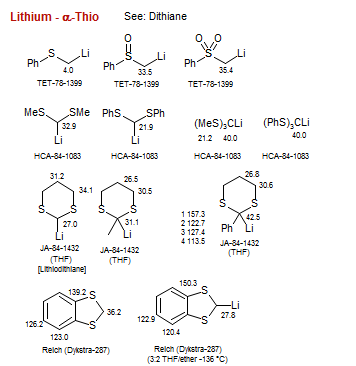 Lithium - α-Thio See: Dithiane
O O O
Ph S Li Ph S Li Ph S Li
4.0 33.5 35.4
TET-78-1399 TET-78-1399 TET-78-1399
MeS SMe PhS SPh (MeS)3CLi (PhS)3CLi
32.9 21.9 21.2 40.0 40.0
Li Li
HCA-84-1083 HCA-84-1083 HCA-84-1083 HCA-84-1083
31.2 26.5 26.8
34.1 30.5 30.6
S S S S S S
27.0 31.1 42.5
Li Li Ph Li
1 157.3
2 122.7
3 127.4
4 113.5
JA-84-1432 JA-84-1432 JA-84-1432
(THF) (THF) (THF)
[Lithiodithiane]
139.2 S 150.3 S
36.2 Li
126.2 S 122.9 S 27.8
123.0 120.4
Reich (Dykstra-287) Reich (Dykstra-287)
(3:2 THF/ether -136 °C)